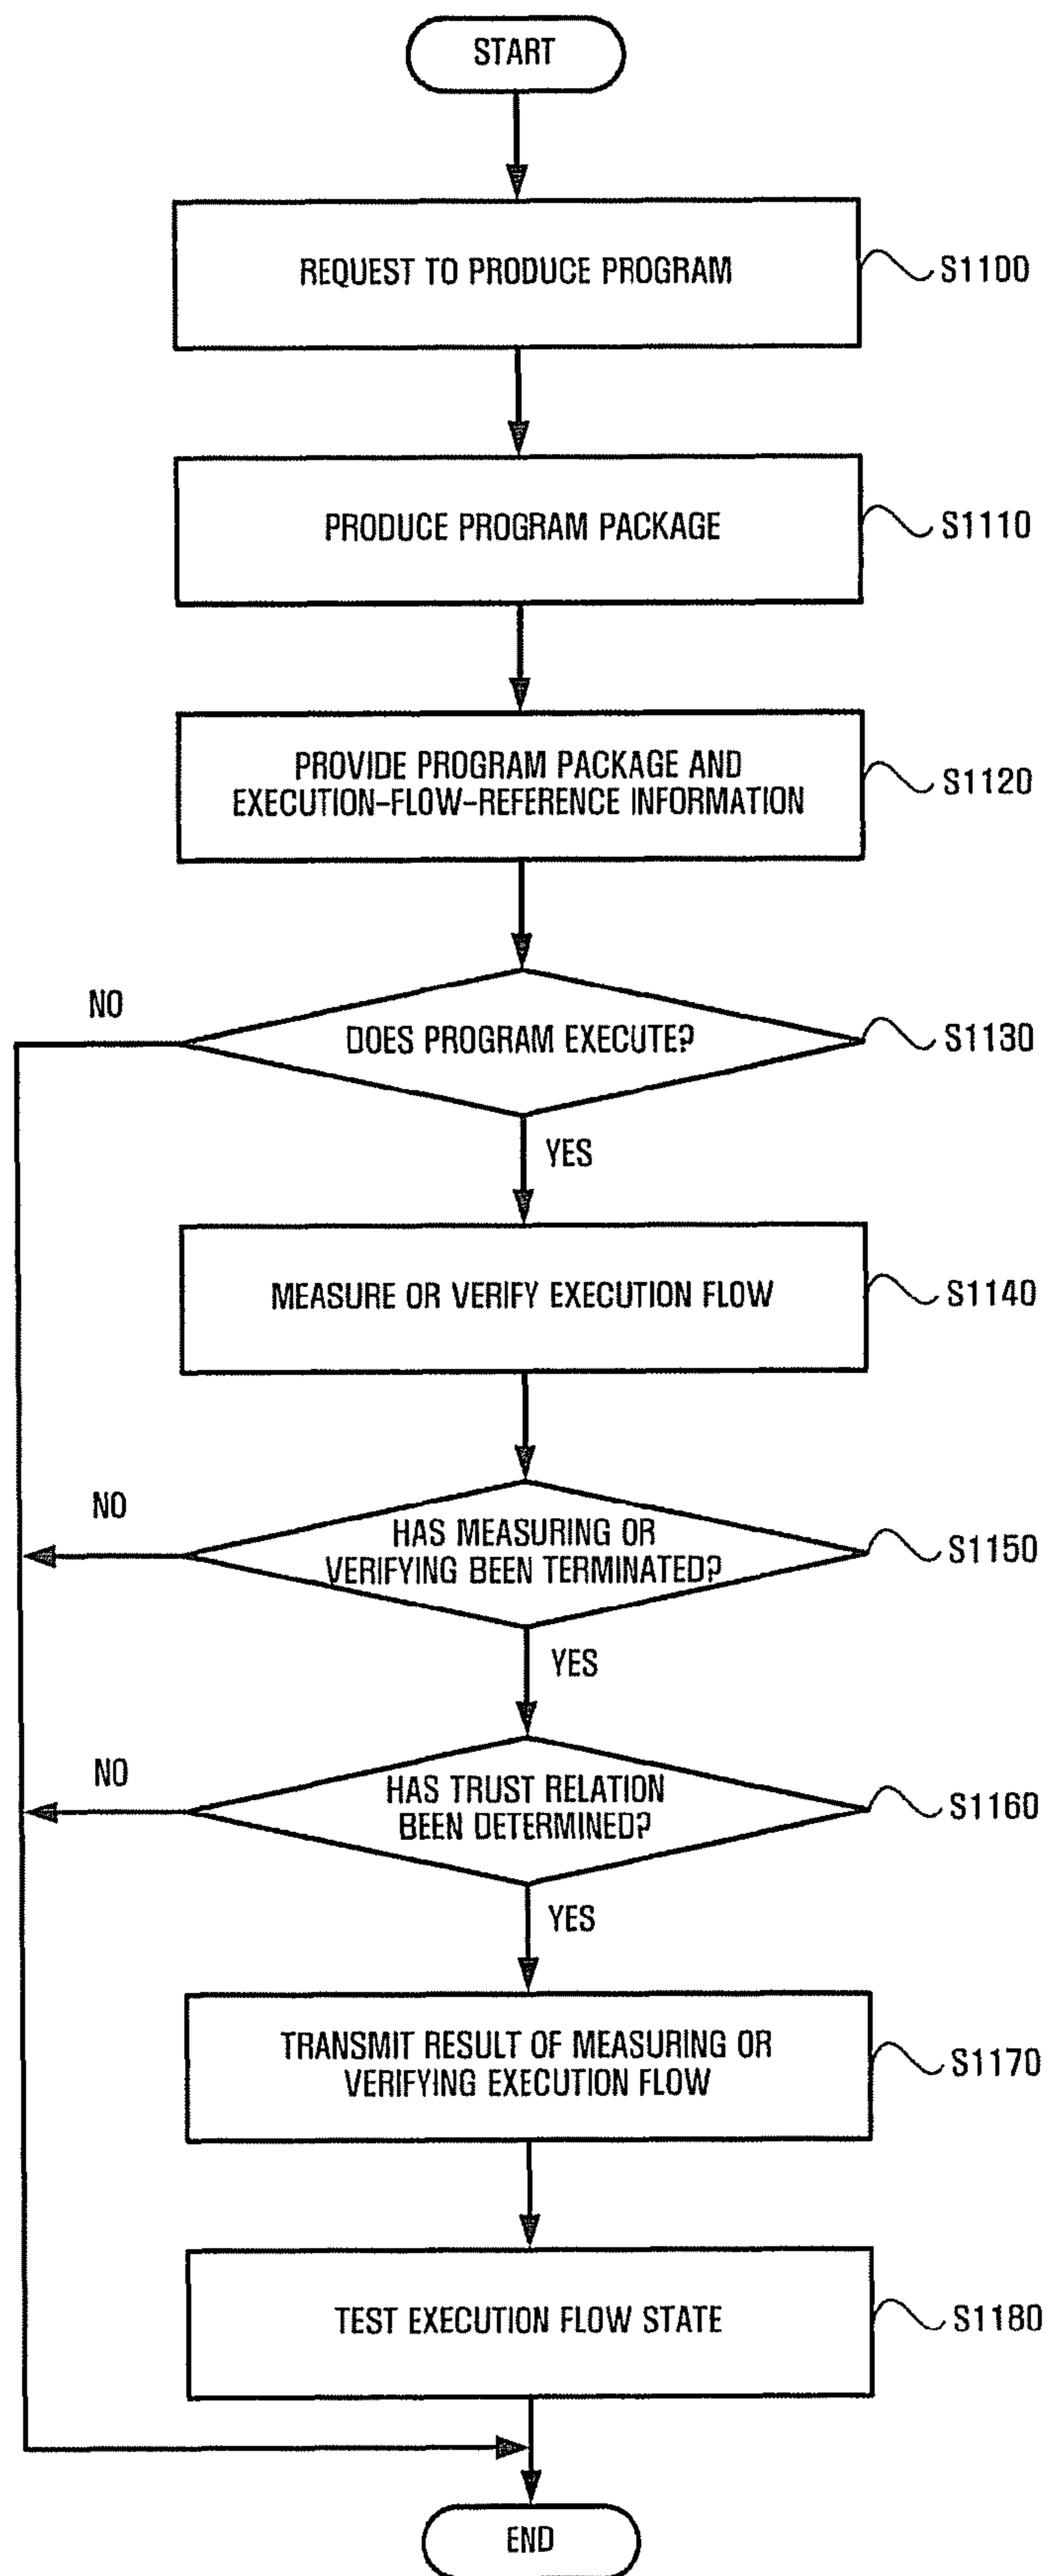 START
REQUEST TO PRODUCE PROGRAM
S1100
PRODUCE PROGRAM PACKAGE
S1110
PROVIDE PROGRAM PACKAGE AND
EXECUTION-FLOW-REFERENCE INFORMATION
S1120
NO
DOES PROGRAM EXECUTE?
S1130
YES
MEASURE OR VERIFY EXECUTION FLOW
S1140
NO
HAS MEASURING OR
VERIFYING BEEN TERMINATED?
S1150
YES
NO
HAS TRUST RELATION
BEEN DETERMINED?
S1160
YES
TRANSMIT RESULT OF MEASURING OR
VERIFYING EXECUTION FLOW
S1170
TEST EXECUTION FLOW STATE
S1180
END